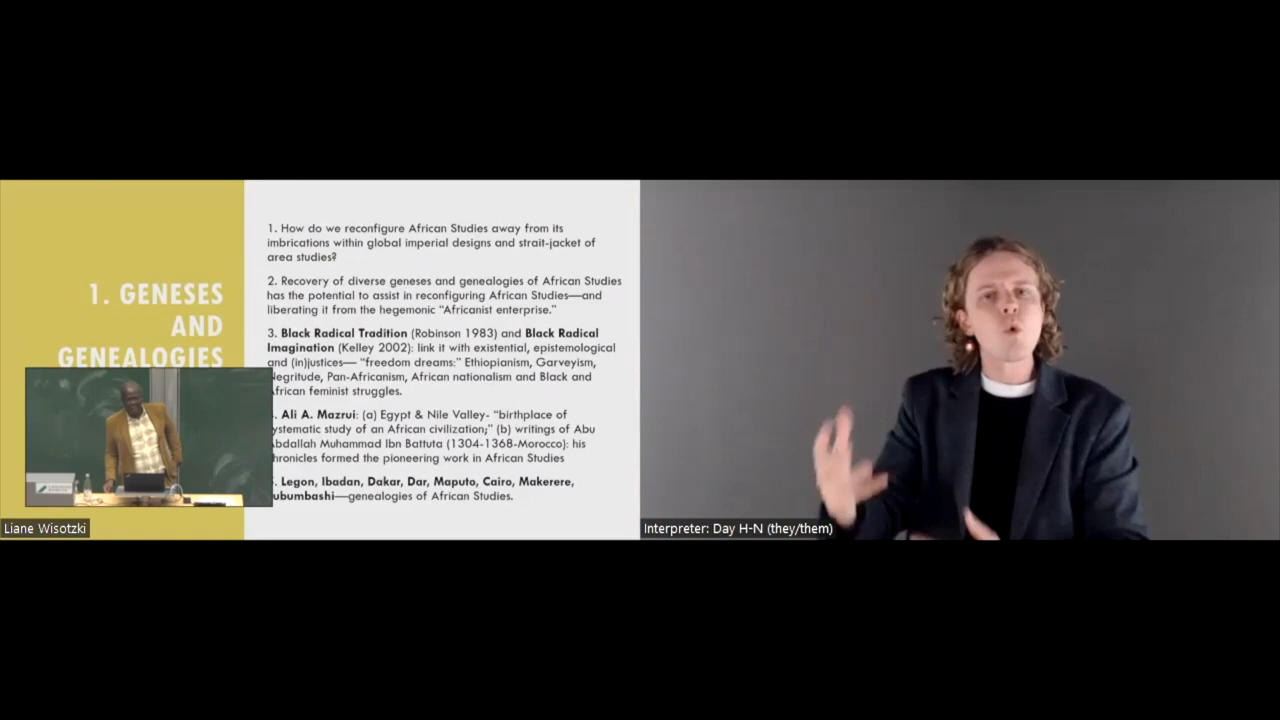 1. GENESES
AND
GENEALOGIES
1. How do we reconfigure African Studies away from its
imbrications within global imperial designs and strait-jacket of
area studies?
2. Recovery of diverse geneses and genealogies of African Studies
has the potential to assist in reconfiguring African Studies—and
liberating it from the hegemonic “Africanist enterprise.”
3. Black Radical Tradition (Robinson 1983) and Black Radical
Imagination (Kelley 2002): link it with existential, epistemological
and (in)justices— “freedom dreams:” Ethiopianism, Garveyism,
Negritude, Pan-Africanism, African nationalism and Black and
African feminist struggles.
. Ali A. Mazrui: (a) Egypt & Nile Valley- “birthplace of
ystematic study of an African civilization;” (b) writings of Abu
Abdallah Muhammad Ibn Battuta (1304-1368-Morocco): his
chronicles formed the pioneering work in African Studies
. Legon, Ibadan, Dakar, Dar, Maputo, Cairo, Makerere,
ubumbashi—genealogies of African Studies.
Liane Wisotzki
Interpreter: Day H-N (they/them)